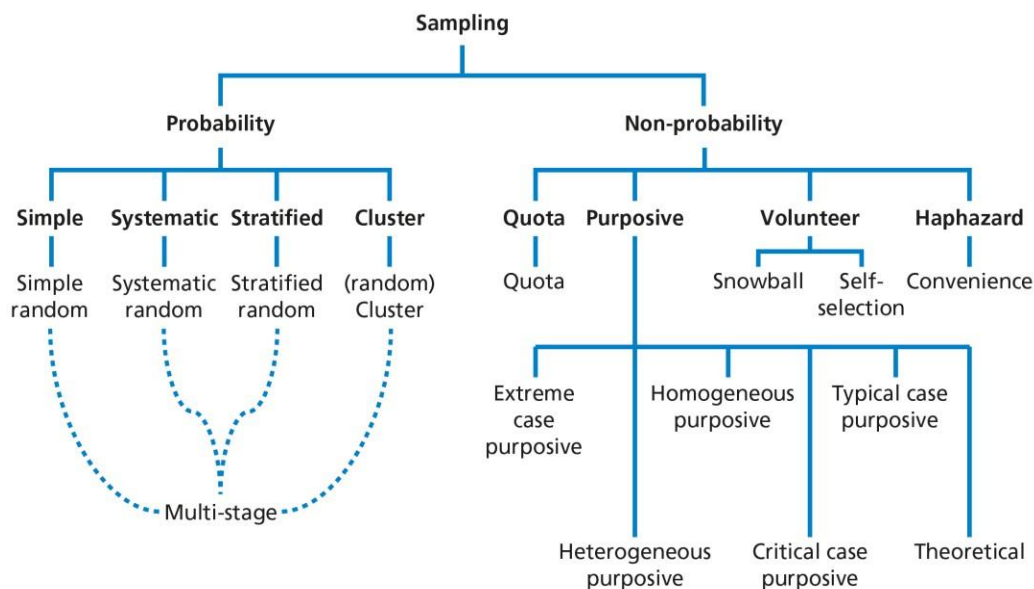 Sampling
Probability
Non-probability
Simple
Systematic
Stratified
Cluster
Quota
Purposive
Volunteer
Haphazard
Simple
random
Systematic
random
Stratified
random
(random)
Cluster
Quota
Snowball
Self-
selection
Convenience
Extreme
case
purposive
Homogeneous
purposive
Typical case
purposive
Multi-stage
Heterogeneous
purposive
Critical case
purposive
Theoretical